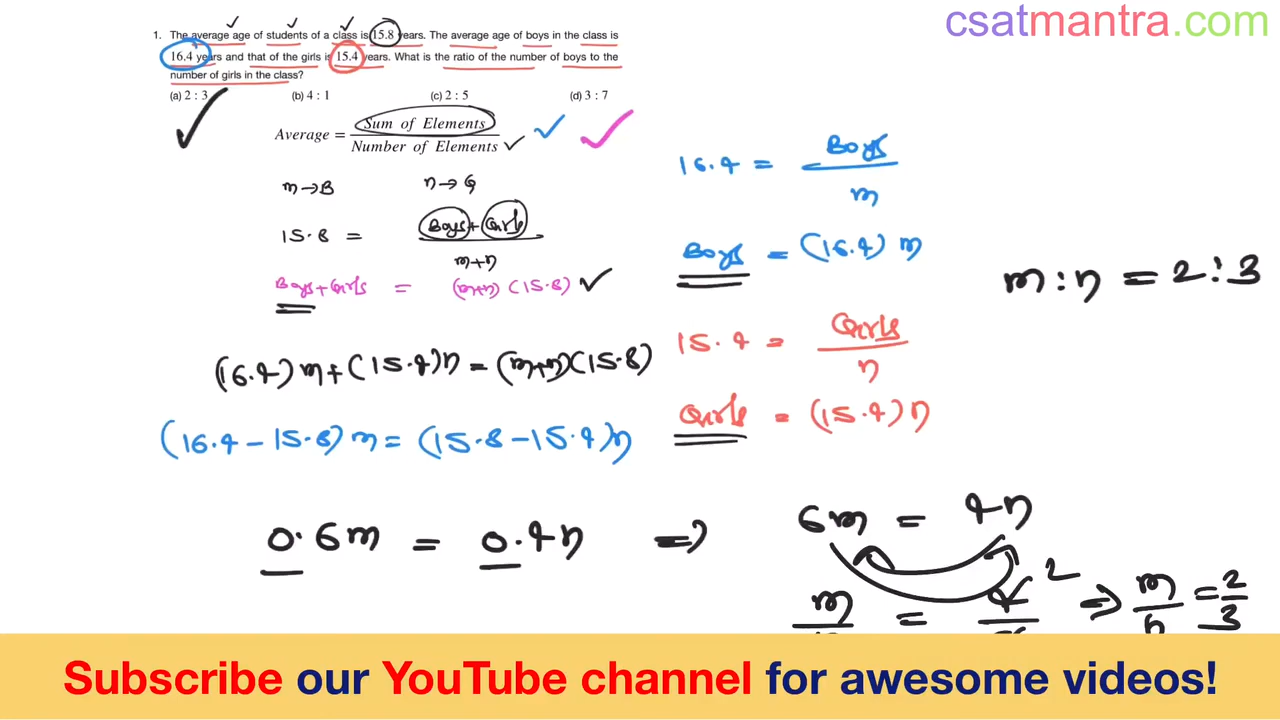 csatmantra.com
1. The average age of students of a class is 15.8 years. The average age of boys in the class is
16.4 years and that of the girls is 15.4 years. What is the ratio of the number of boys to the
number of girls in the class?
(a) 2 : 3 (b) 4 : 1 (c) 2 : 5 (d) 3 : 7
Average = Sum of Elements
Number of Elements
m → B n → G
15.8 = Boys + Girls
m+n
Boys + Girls = (m+n) (15.8)
16.4 = Boys
m
Boys = (16.4) m
15.4 = Girls
n
Girls = (15.4) n
m : n = 2 : 3
(16.4) m + (15.4) n = (m+n) (15.8)
(16.4 – 15.8) m = (15.8 – 15.4) n
0.6m = 0.4n ⇒ 6m = 4n
m = 4 2 ⇒ m = 2
n 3
Subscribe our YouTube channel for awesome videos!